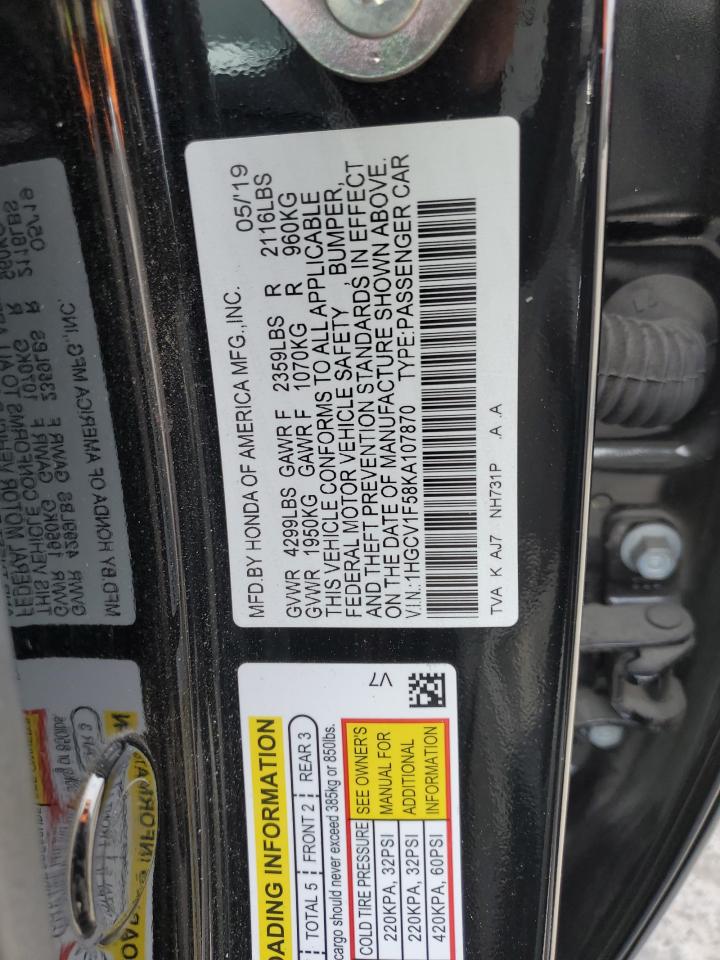 MFD.BY HONDA OF AMERICA MFG.,INC. 05/'19
GVWR 4299LBS GAWR F 2359LBS R 2116LBS
GVWR 1950KG GAWR F 1070KG R 960KG
THIS VEHICLE CONFORMS TO ALL APPLICABLE
FEDERAL MOTOR VEHICLE SAFETY, BUMPER,
AND THEFT PREVENTION STANDARDS IN EFFECT
ON THE DATE OF MANUFACTURE SHOWN ABOVE.
V.I.N.:1HGCV1F58KA107870 TYPE:PASSENGER CAR
TVA K AJ7 NH731P .A .A
OADING INFORMATION
TOTAL 5 FRONT 2 REAR 3
cargo should never exceed 385kg or 850lbs.
COLD TIRE PRESSURE
220KPA, 32PSI
220KPA, 32PSI
420KPA, 60PSI
SEE OWNER'S
MANUAL FOR
ADDITIONAL
INFORMATION
V7